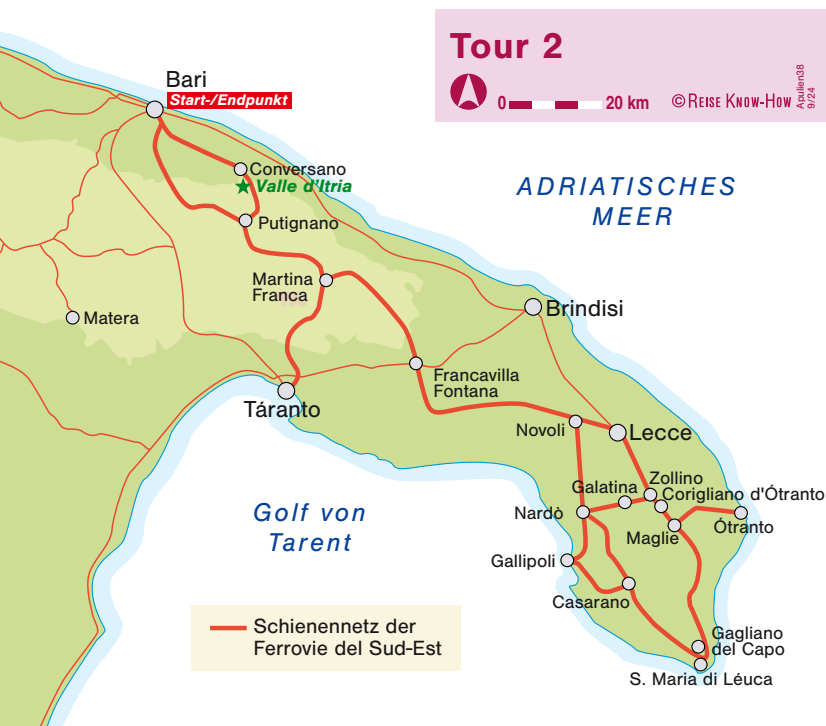 Tour 2
0 20 km
© REISE KNOW-HOW
Apulien38
9/24
Bari
Start-/Endpunkt
Conversano
Valle d'Itria
ADRIATISCHES
MEER
Putignano
Martina
Franca
Matera
Brindisi
Francavilla
Fontana
Táranto
Novoli
Lecce
Zollino
Galatina
Corigliano d'Ótranto
Nardò
Ótranto
Maglie
Golf von
Tarent
Gallipoli
Casarano
Schienennetz der
Ferrovie del Sud-Est
Gagliano
del Capo
S. Maria di Léuca